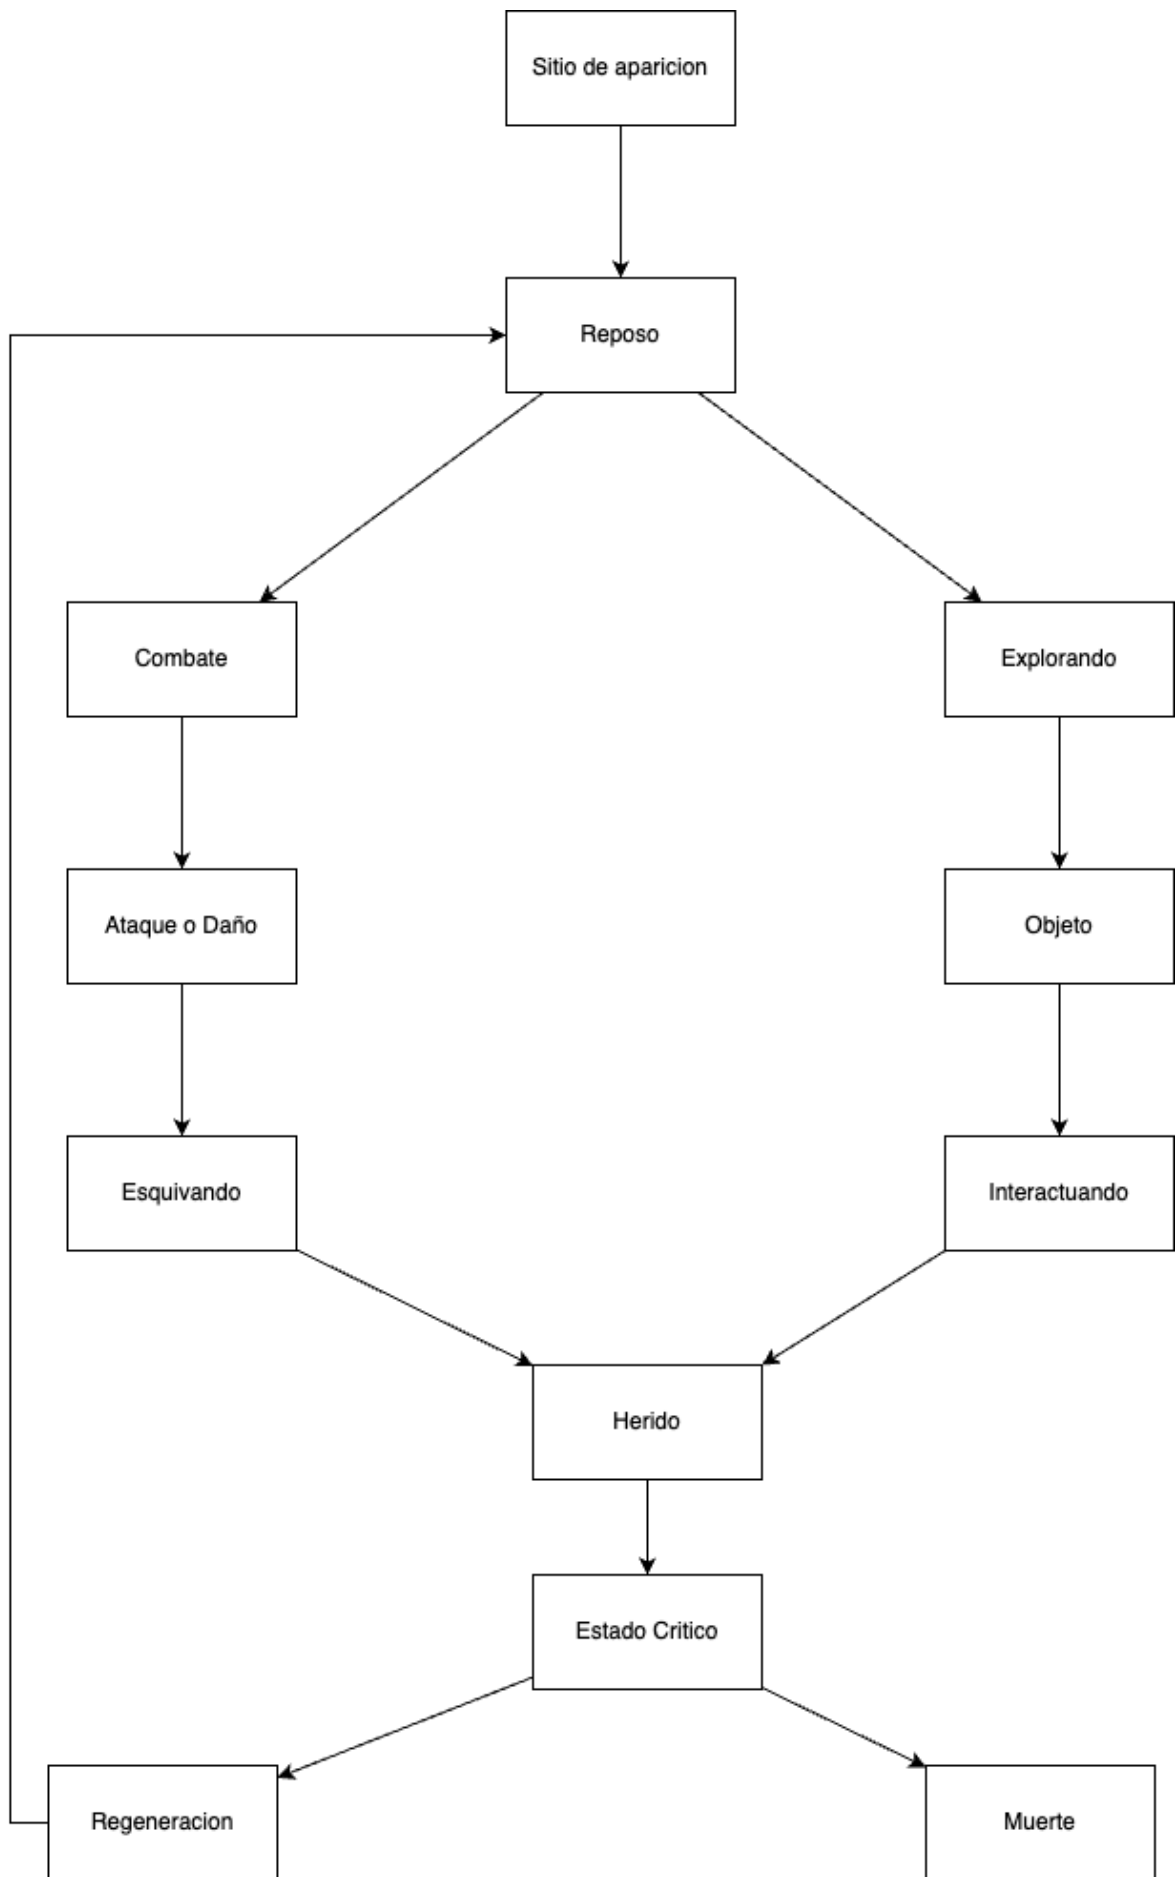 Sitio de aparicion
Reposo
Combate
Explorando
Ataque o Daño
Objeto
Esquivando
Interactuando
Herido
Estado Critico
Regeneracion
Muerte